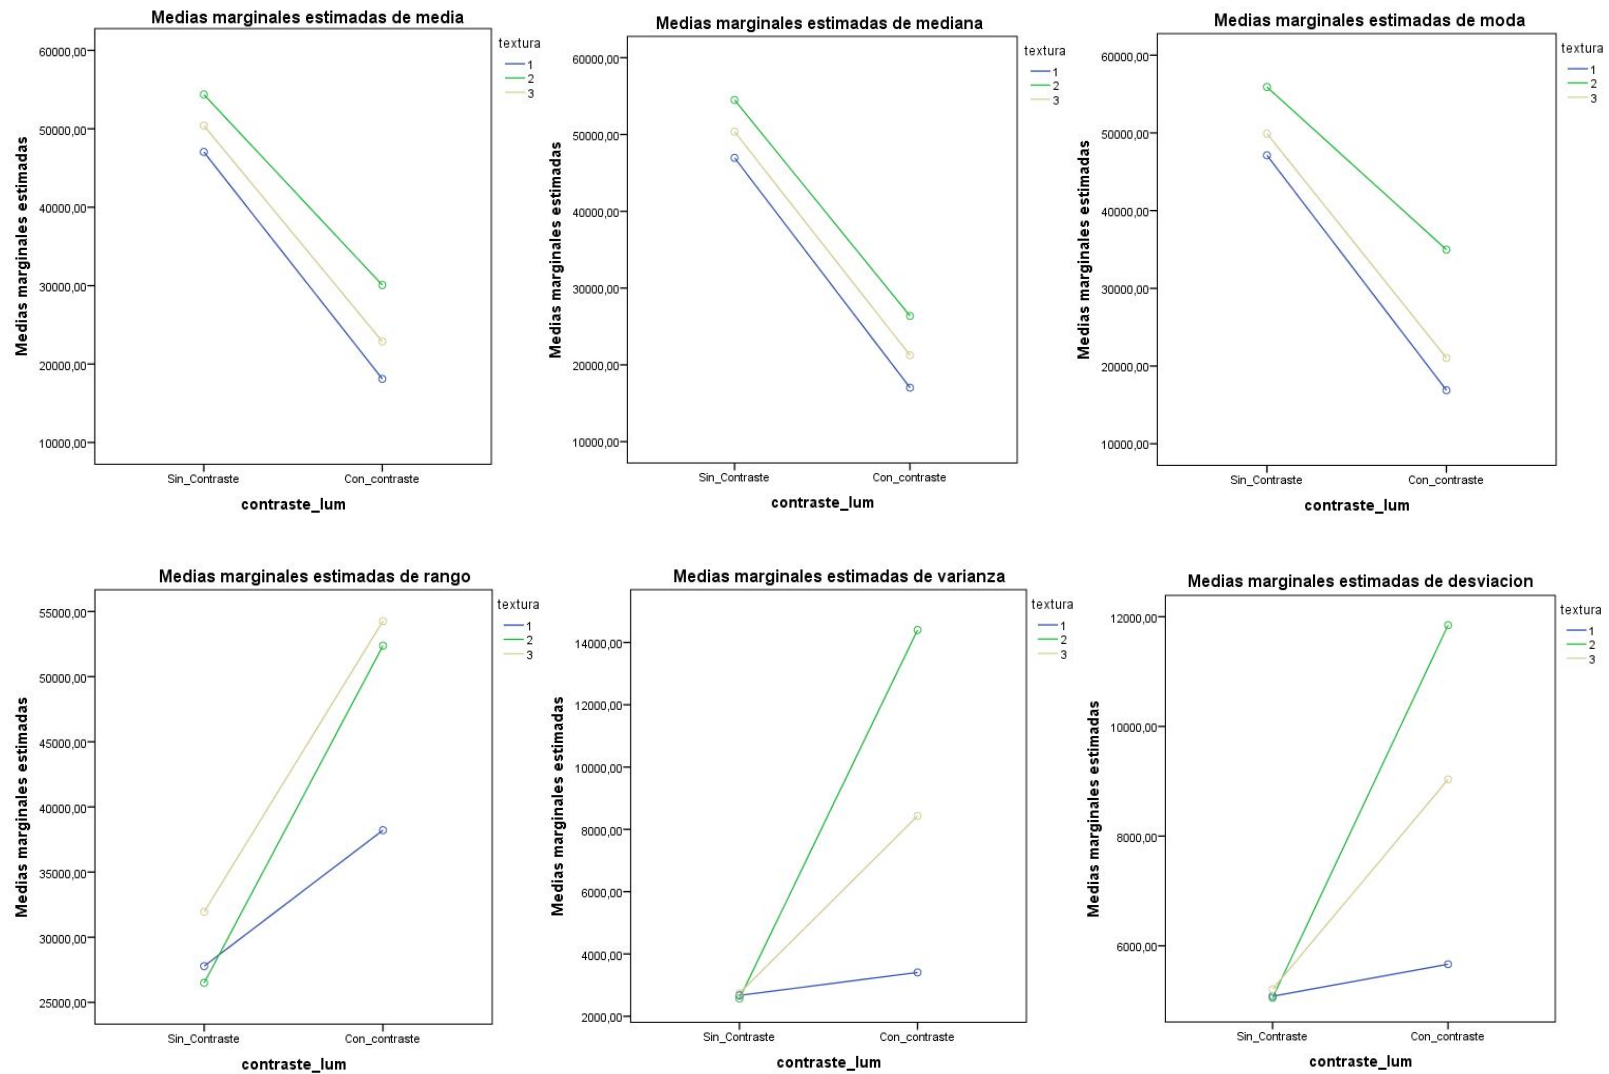 Medias marginales estimadas de media
textura
1
2
3
Medias marginales estimadas
60000,00
50000,00
40000,00
30000,00
20000,00
10000,00
Sin_Contraste
Con_contraste
contraste_lum
Medias marginales estimadas de mediana
textura
1
2
3
Medias marginales estimadas
60000,00
50000,00
40000,00
30000,00
20000,00
10000,00
Sin_Contraste
Con_contraste
contraste_lum
Medias marginales estimadas de moda
textura
1
2
3
Medias marginales estimadas
60000,00
50000,00
40000,00
30000,00
20000,00
10000,00
Sin_Contraste
Con_contraste
contraste_lum
Medias marginales estimadas de rango
textura
1
2
3
Medias marginales estimadas
55000,00
50000,00
45000,00
40000,00
35000,00
30000,00
25000,00
Sin_Contraste
Con_contraste
contraste_lum
Medias marginales estimadas de varianza
textura
1
2
3
Medias marginales estimadas
14000,00
12000,00
10000,00
8000,00
6000,00
4000,00
2000,00
Sin_Contraste
Con_contraste
contraste_lum
Medias marginales estimadas de desviacion
textura
1
2
3
Medias marginales estimadas
12000,00
10000,00
8000,00
6000,00
Sin_Contraste
Con_contraste
contraste_lum